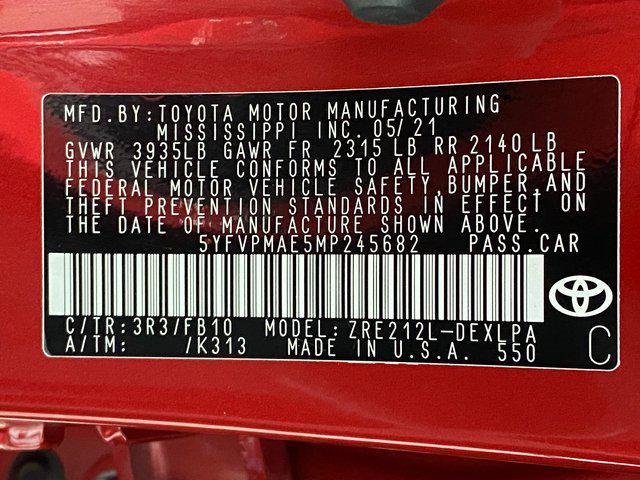 MFD.BY:TOYOTA MOTOR MANUFACTURING
MISSISSIPPI INC. 05/21
GVWR 3935LB GAWR FR 2315 LB RR 2140 LB
THIS VEHICLE CONFORMS TO ALL APPLICABLE
FEDERAL MOTOR VEHICLE SAFETY,BUMPER,AND
THEFT PREVENTION STANDARDS IN EFFECT ON
THE DATE OF MANUFACTURE SHOWN ABOVE.
5YFVPMAE5MP245682 PASS.CAR
C/TR:3R3/FB10 MODEL:ZRE212L-DEXLPA
A/TM: /K313 MADE IN U.S.A. 550 C